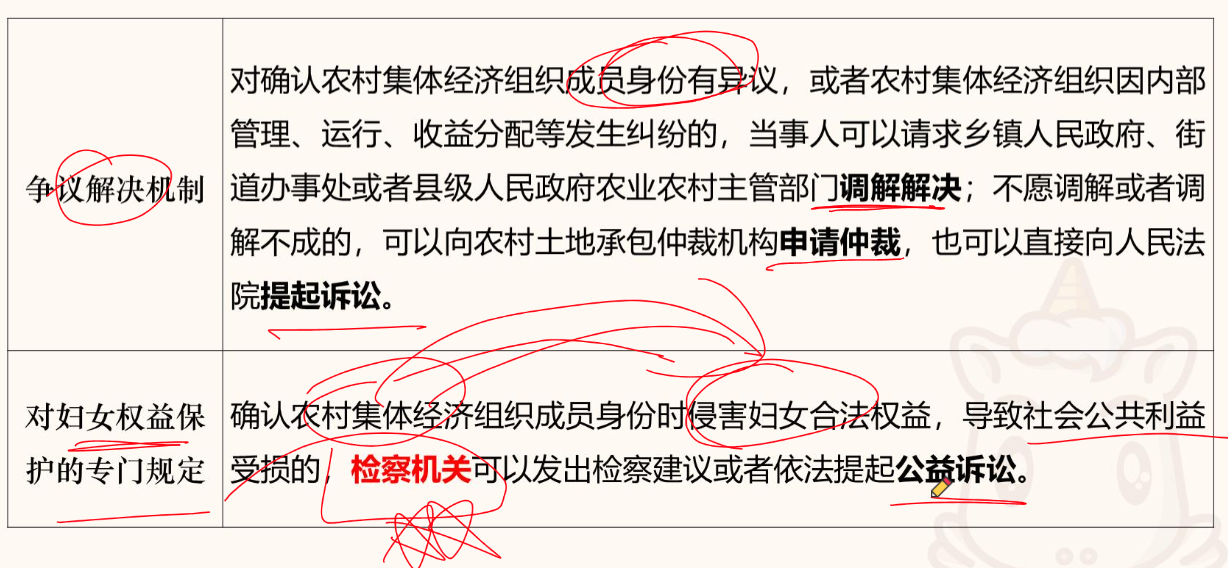 争议解决机制
对确认农村集体经济组织成员身份有异议，或者农村集体经济组织因内部
管理、运行、收益分配等发生纠纷的，当事人可以请求乡镇人民政府、街
道办事处或者县级人民政府农业农村主管部门调解解决；不愿调解或者调
解不成的，可以向农村土地承包仲裁机构申请仲裁，也可以直接向人民法
院提起诉讼。
对妇女权益保
护的专门规定
确认农村集体经济组织成员身份时侵害妇女合法权益，导致社会公共利益
受损的，检察机关可以发出检察建议或者依法提起公益诉讼。